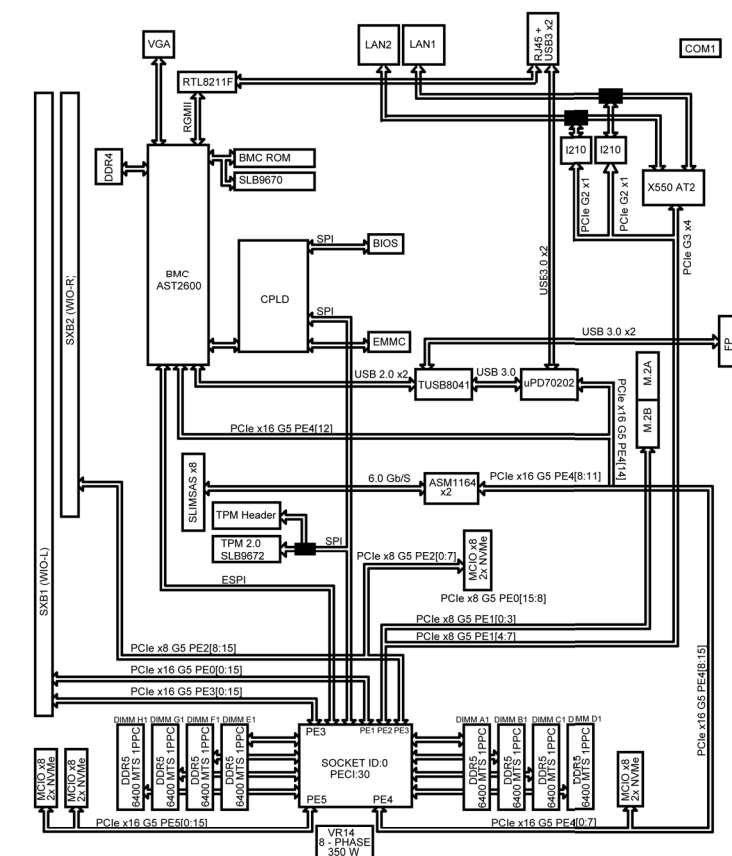 VGA
LAN2
LAN1
RJ45 +
USB3 x2
COM1
RTL8211F
RGMII
DDR4
BMC ROM
SLB9670
I210
I210
X550 AT2
PCIe G2 x1
PCIe G2 x1
PCIe G3 x4
SXB2 (WIO-R)
BMC
AST2600
CPLD
SPI
BIOS
SPI
EMMC
USB3.0 x2
USB 3.0 x2
FP
USB 2.0 x2
TUSB8041
USB 3.0
uPD70202
M.2A
M.2B
PCIe x16 G5 PE4[14]
PCIe x16 G5 PE4[12]
SLIMSAS x8
6.0 Gb/S
ASM1164
x2
PCIe x16 G5 PE4[8:11]
TPM Header
TPM 2.0
SLB9672
SPI
PCIe x8 G5 PE2[0:7]
MCIO x8
2x NVMe
ESPI
PCIe x8 G5 PE0[15:8]
PCIe x8 G5 PE1[0:3]
PCIe x8 G5 PE1[4:7]
SXB1 (WIO-L)
PCIe x8 G5 PE2[8:15]
PCIe x16 G5 PE0[0:15]
PCIe x16 G5 PE3[0:15]
PCIe x16 G5 PE4[8:15]
DIMM H1
DIMM G1
DIMM F1
DIMM E1
PE3
PE1
PE2
PE3
DIMM A1
DIMM B1
DIMM C1
DIMM D1
MCIO x8
2x NVMe
MCIO x8
2x NVMe
DDR5
6400 MTS 1PPC
DDR5
6400 MTS 1PPC
DDR5
6400 MTS 1PPC
DDR5
6400 MTS 1PPC
SOCKET ID:0
PECI:30
DDR5
6400 MTS 1PPC
DDR5
6400 MTS 1PPC
DDR5
6400 MTS 1PPC
DDR5
6400 MTS 1PPC
MCIO x8
2x NVMe
PE5
PE4
PCIe x16 G5 PE5[0:15]
PCIe x16 G5 PE4[0:7]
VR14
8 - PHASE
350 W